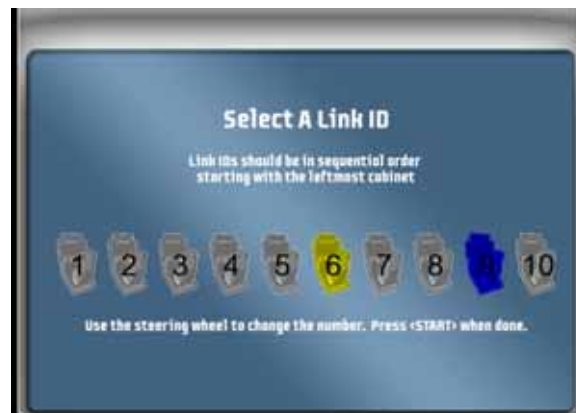 Select A Link ID
Link IDs should be in sequential order
starting with the leftmost cabinet
1 2 3 4 5 6 7 8 9 10
Use the steering wheel to change the number. Press <START> when done.